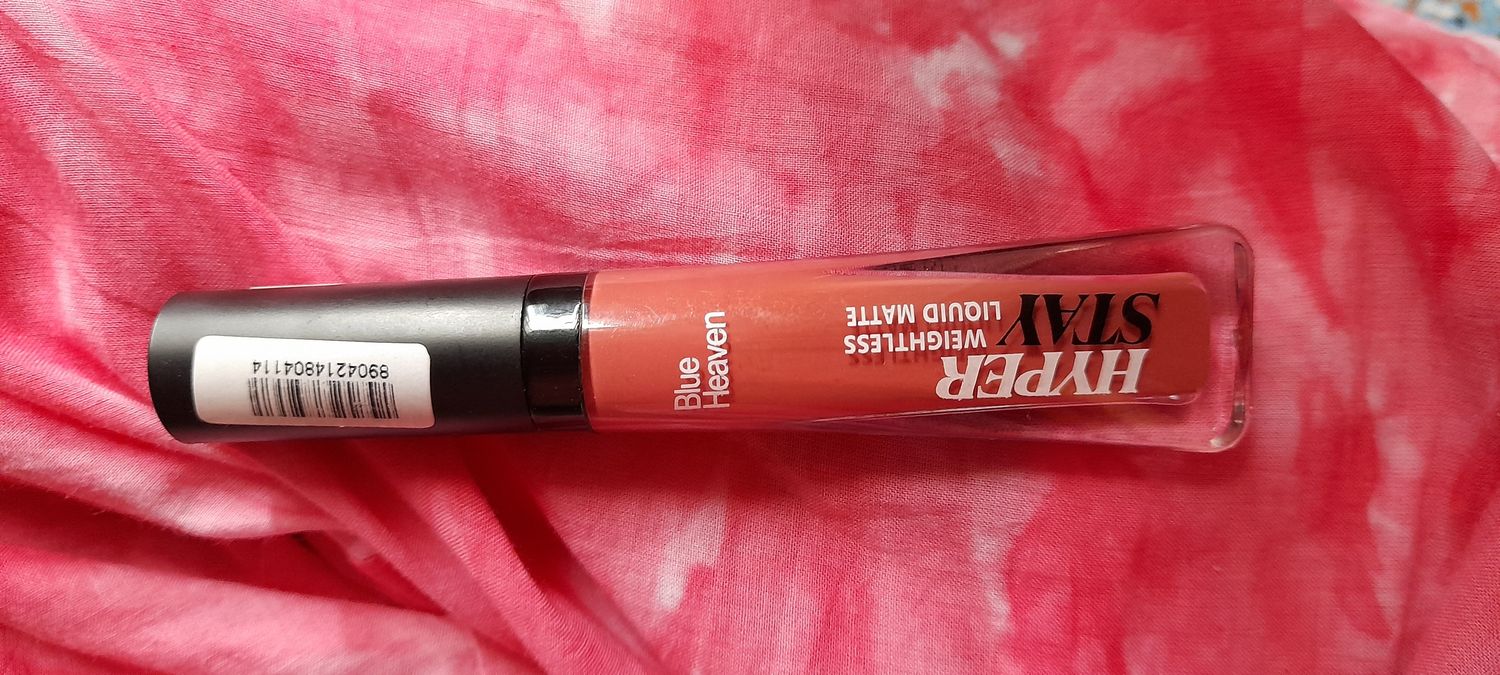 HYPER
STAY
WEIGHTLESS
LIQUID MATTE
Blue
Heaven
8904214804114